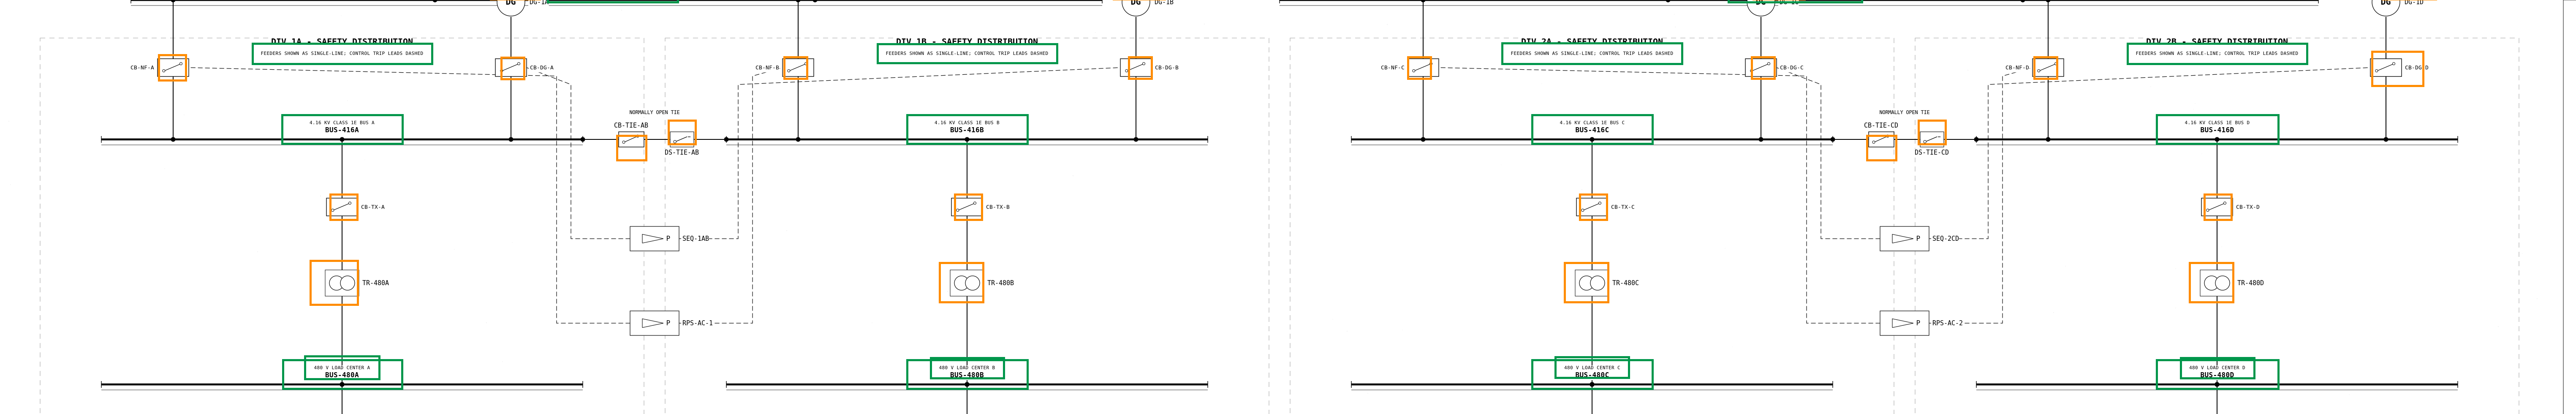 DG DG-1A
DG DG-1B
DG-1D
DIV 1A - SAFETY DISTRIBUTION
FEEDERS SHOWN AS SINGLE-LINE; CONTROL TRIP LEADS DASHED
DIV 1B - SAFETY DISTRIBUTION
FEEDERS SHOWN AS SINGLE-LINE; CONTROL TRIP LEADS DASHED
DIV 2A - SAFETY DISTRIBUTION
FEEDERS SHOWN AS SINGLE-LINE; CONTROL TRIP LEADS DASHED
DIV 2B - SAFETY DISTRIBUTION
FEEDERS SHOWN AS SINGLE-LINE; CONTROL TRIP LEADS DASHED
CB-NF-A
CB-DG-A
CB-NF-B
CB-DG-B
CB-NF-C
CB-DG-C
CB-NF-D
CB-DG-D
NORMALLY OPEN TIE
NORMALLY OPEN TIE
4.16 KV CLASS 1E BUS A
BUS-416A
CB-TIE-AB
DS-TIE-AB
4.16 KV CLASS 1E BUS B
BUS-416B
4.16 KV CLASS 1E BUS C
BUS-416C
CB-TIE-CD
DS-TIE-CD
4.16 KV CLASS 1E BUS D
BUS-416D
CB-TX-A
CB-TX-B
CB-TX-C
CB-TX-D
P SEQ-1AB
P SEQ-2CD
TR-480A
TR-480B
TR-480C
TR-480D
P RPS-AC-1
P RPS-AC-2
480 V LOAD CENTER A
BUS-480A
480 V LOAD CENTER B
BUS-480B
480 V LOAD CENTER C
BUS-480C
480 V LOAD CENTER D
BUS-480D